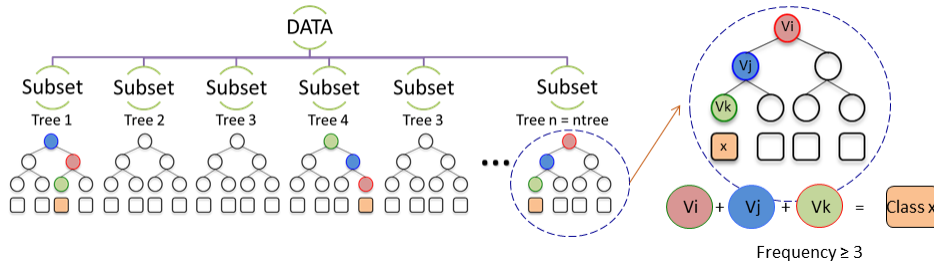 DATA
Subset Subset Subset Subset Subset Subset
Tree 1 Tree 2 Tree 3 Tree 4 Tree 3 Tree n = ntree
Vi
Vj
Vk
x
Vi + Vj + Vk = Class x
Frequency ≥ 3